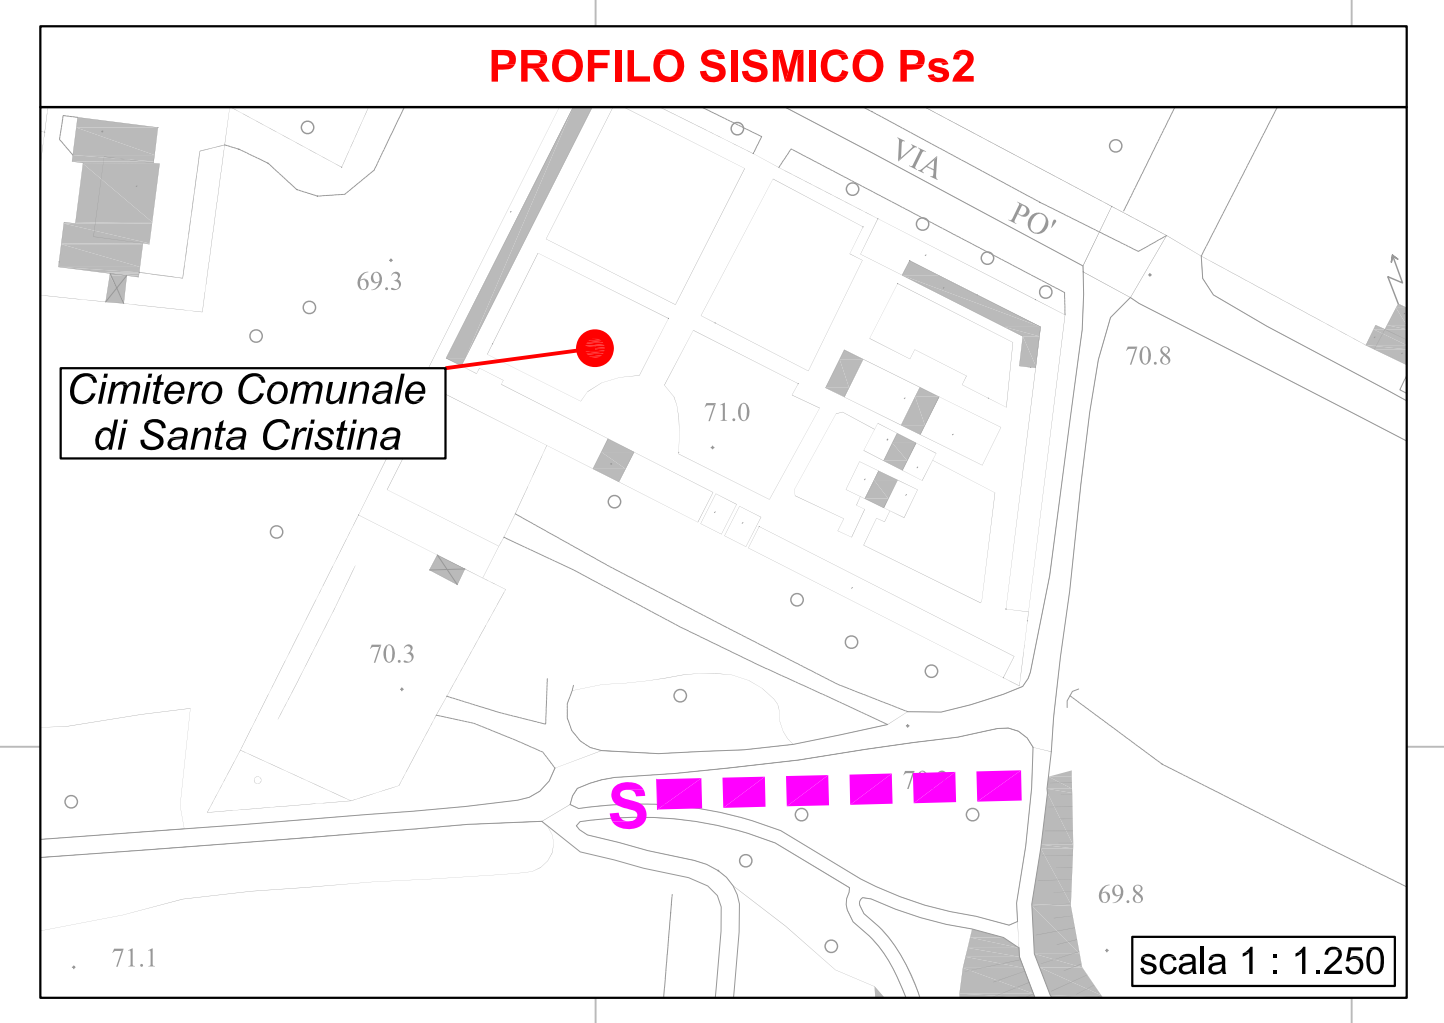 PROFILO SISMICO Ps2
VIA
PO'
69.3
70.8
Cimitero Comunale
di Santa Cristina
71.0
70.3
S
69.8
71.1
scala 1 : 1.250